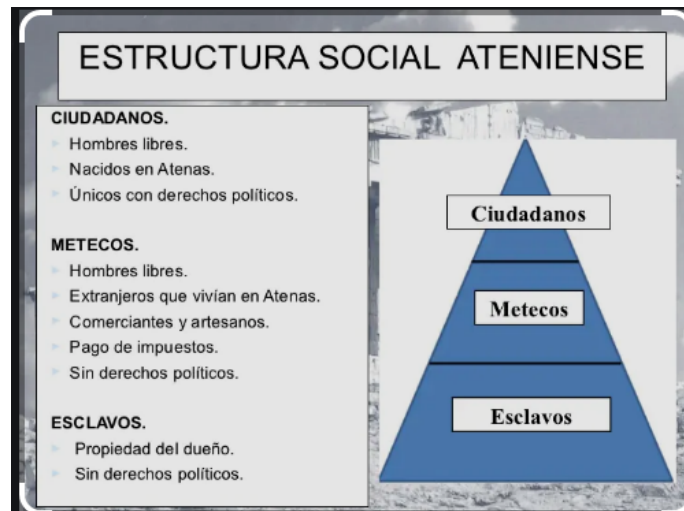 ESTRUCTURA SOCIAL ATENIENSE
CIUDADANOS.
Hombres libres.
Nacidos en Atenas.
Únicos con derechos políticos.
METECOS.
Hombres libres.
Extranjeros que vivían en Atenas.
Comerciantes y artesanos.
Pago de impuestos.
Sin derechos políticos.
ESCLAVOS.
Propiedad del dueño.
Sin derechos políticos.
Ciudadanos
Metecos
Esclavos